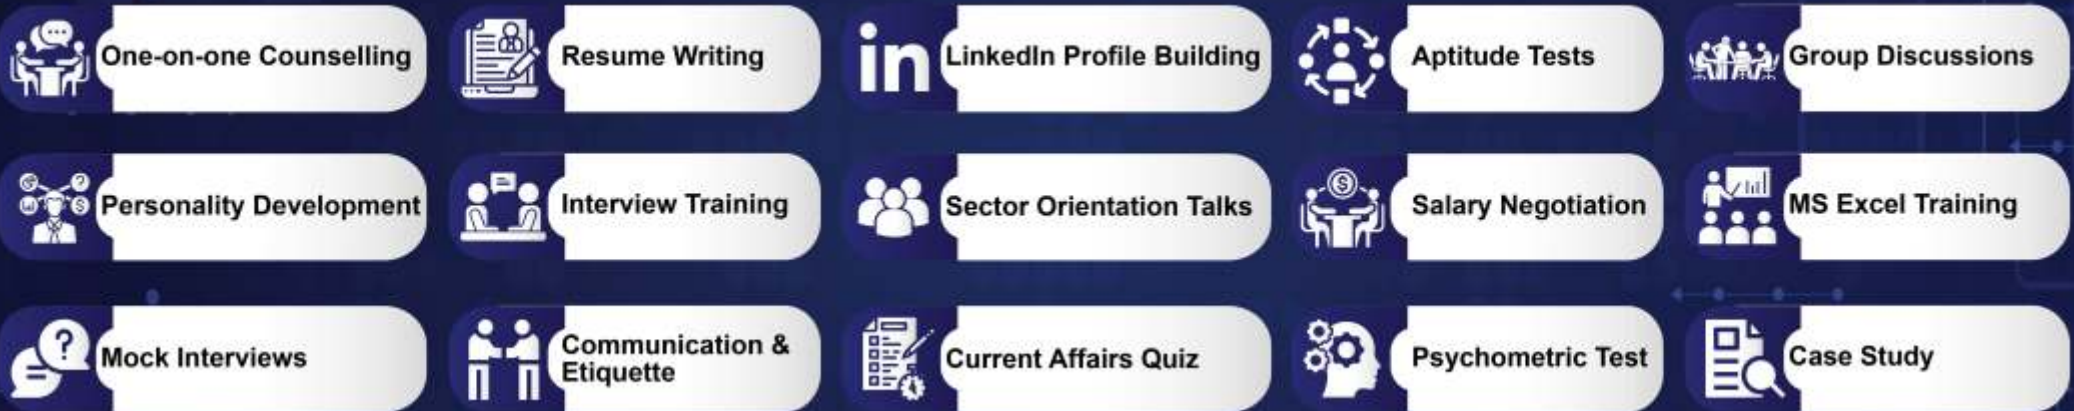 One-on-one Counselling
Resume Writing
in
LinkedIn Profile Building
Aptitude Tests
Group Discussions
Personality Development
Interview Training
Sector Orientation Talks
Salary Negotiation
MS Excel Training
Mock Interviews
Communication &
Etiquette
Current Affairs Quiz
Psychometric Test
Case Study